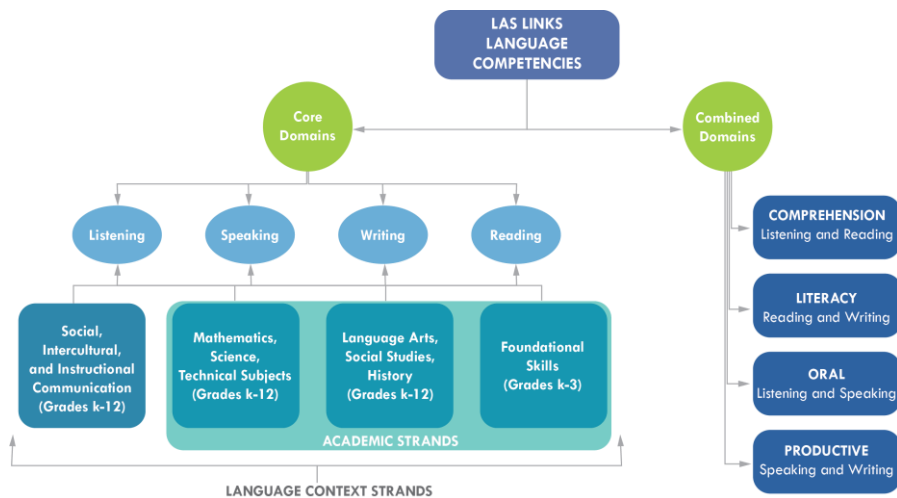 LAS LINKS
LANGUAGE
COMPETENCIES
Core
Domains
Combined
Domains
Listening
Speaking
Writing
Reading
COMPREHENSION
Listening and Reading
LITERACY
Reading and Writing
ORAL
Listening and Speaking
PRODUCTIVE
Speaking and Writing
Social,
Intercultural,
and Instructional
Communication
(Grades k-12)
Mathematics,
Science,
Technical Subjects
(Grades k-12)
Language Arts,
Social Studies,
History
(Grades k-12)
Foundational
Skills
(Grades k-3)
ACADEMIC STRANDS
LANGUAGE CONTEXT STRANDS